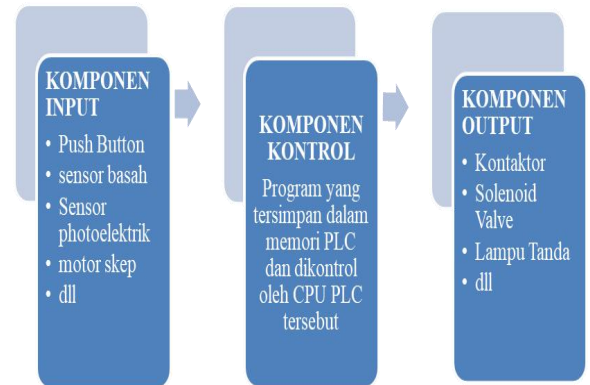 KOMPONEN
INPUT
• Push Button
• sensor basah
• Sensor
photoelektrik
• motor skep
• dll
KOMPONEN
KONTROL
Program yang
tersimpan dalam
memori PLC
dan dikontrol
oleh CPU PLC
tersebut
KOMPONEN
OUTPUT
• Kontaktor
• Solenoid
Valve
• Lampu Tanda
• dll